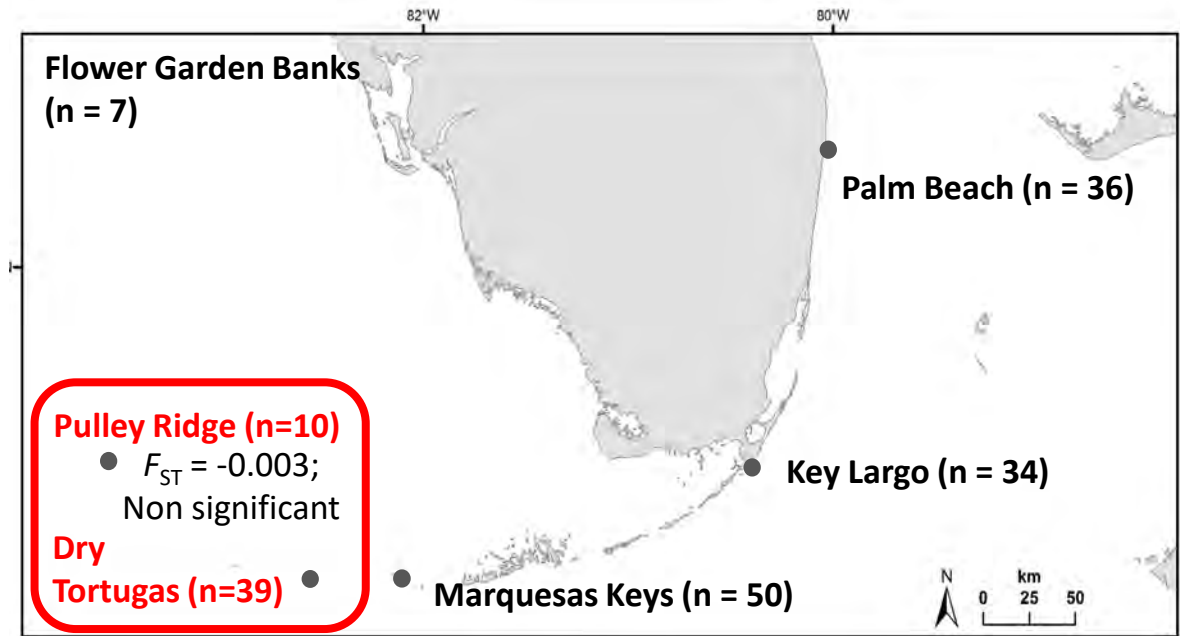 82°W
80°W
Flower Garden Banks
(n = 7)
Palm Beach (n = 36)
Pulley Ridge (n=10)
F_ST = -0.003;
Non significant
Key Largo (n = 34)
Dry
Tortugas (n=39)
Marquesas Keys (n = 50)
N
km
0 25 50